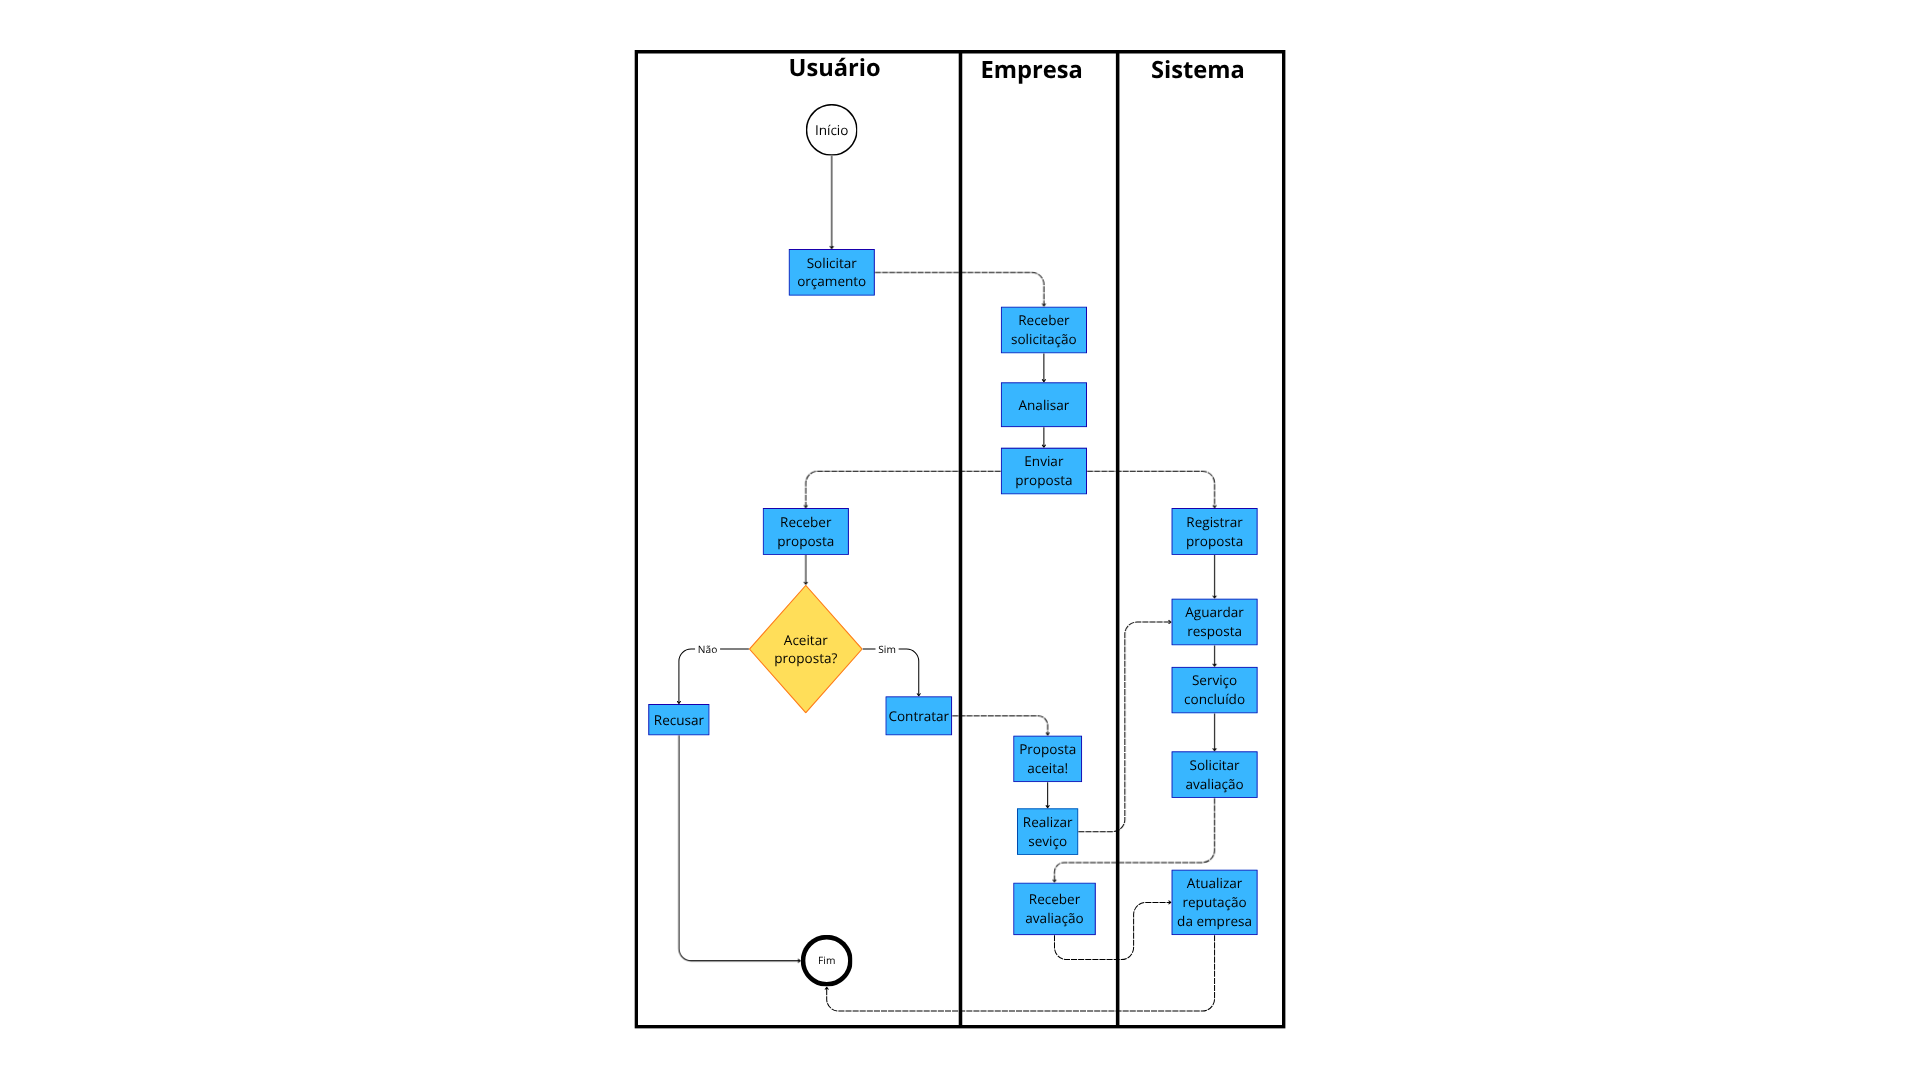 Usuário
Empresa
Sistema
Início
Solicitar
orçamento
Receber
solicitação
Analisar
Enviar
proposta
Receber
proposta
Registrar
proposta
Aceitar
proposta?
Não
Sim
Aguardar
resposta
Recusar
Contratar
Serviço
concluído
Proposta
aceita!
Solicitar
avaliação
Realizar
seviço
Receber
avaliação
Atualizar
reputação
da empresa
Fim